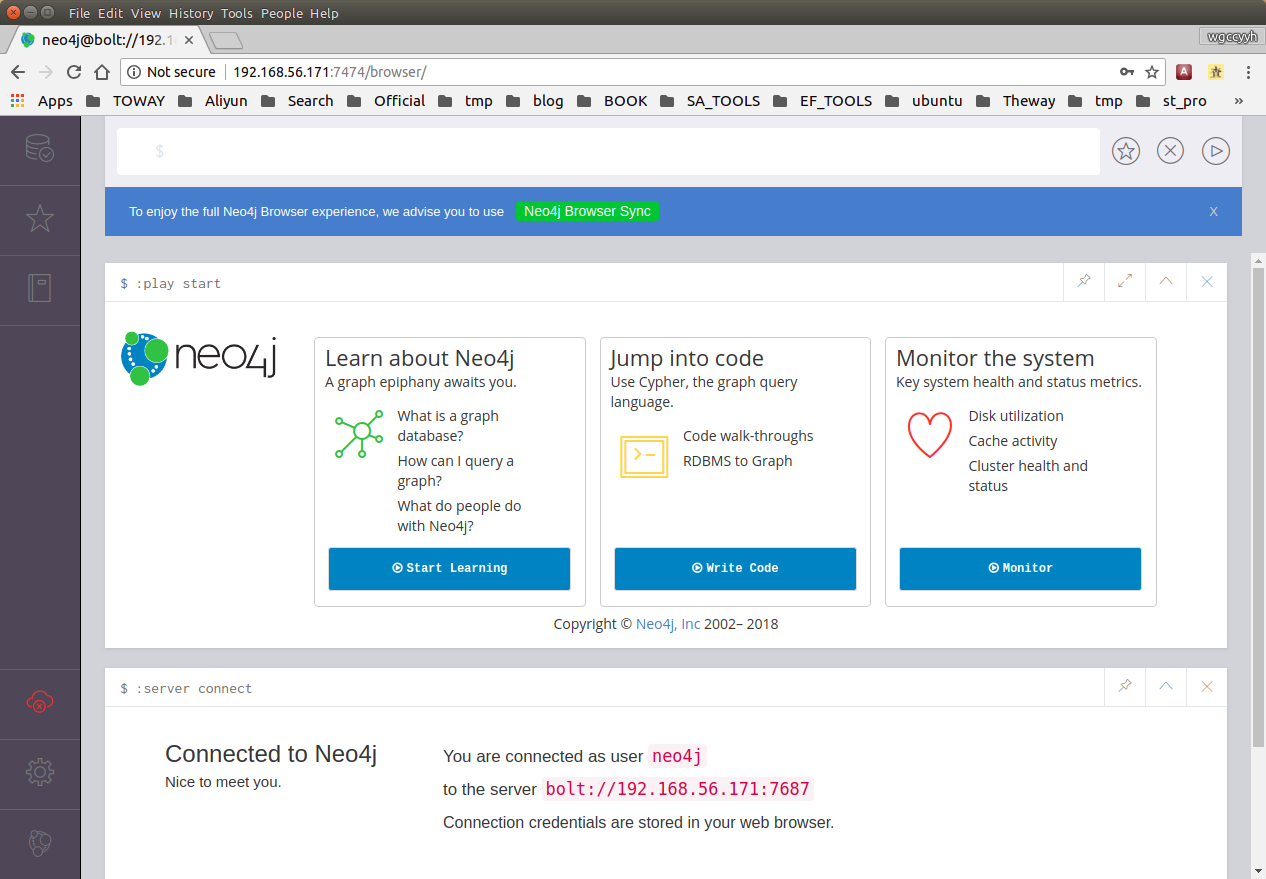 File Edit View History Tools People Help
neo4j@bolt://192.1
wgccyyh
Not secure 192.168.56.171:7474/browser/
Apps TOWAY Aliyun Search Official tmp blog BOOK SA_TOOLS EF_TOOLS ubuntu Theway tmp st_pro »
$
To enjoy the full Neo4j Browser experience, we advise you to use Neo4j Browser Sync X
$ :play start
neo4j
Learn about Neo4j
A graph epiphany awaits you.
What is a graph
database?
How can I query a
graph?
What do people do
with Neo4j?
Start Learning
Jump into code
Use Cypher, the graph query
language.
Code walk-throughs
RDBMS to Graph
Write Code
Monitor the system
Key system health and status metrics.
Disk utilization
Cache activity
Cluster health and
status
Monitor
Copyright © Neo4j, Inc 2002– 2018
$ :server connect
Connected to Neo4j
Nice to meet you.
You are connected as user neo4j
to the server bolt://192.168.56.171:7687
Connection credentials are stored in your web browser.